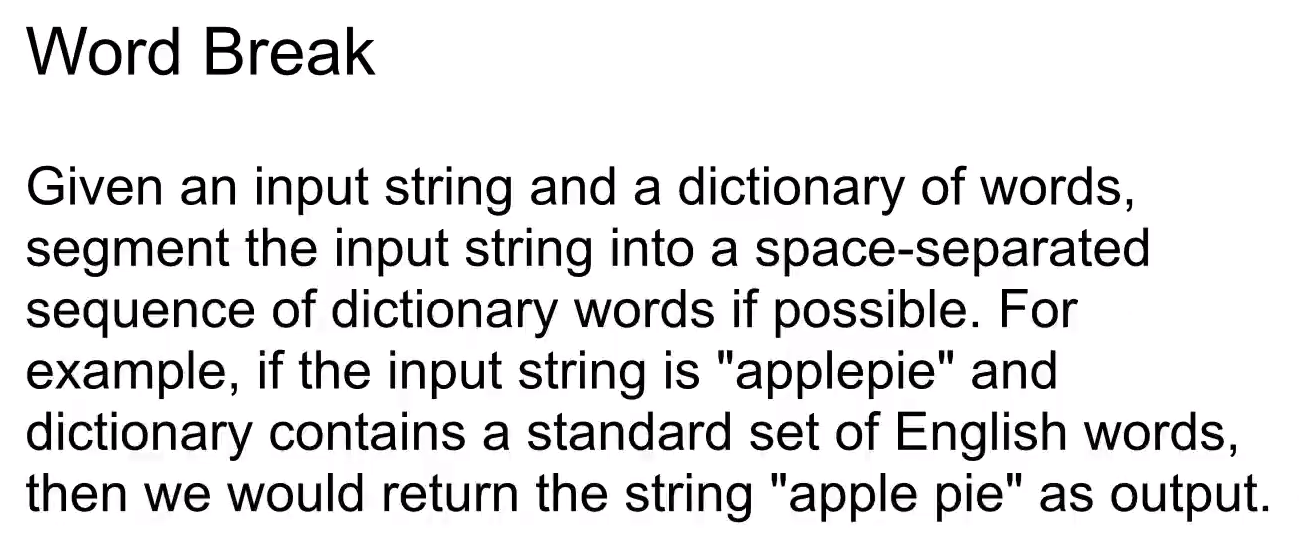 Word Break
Given an input string and a dictionary of words,
segment the input string into a space-separated
sequence of dictionary words if possible. For
example, if the input string is "applepie" and
dictionary contains a standard set of English words,
then we would return the string "apple pie" as output.